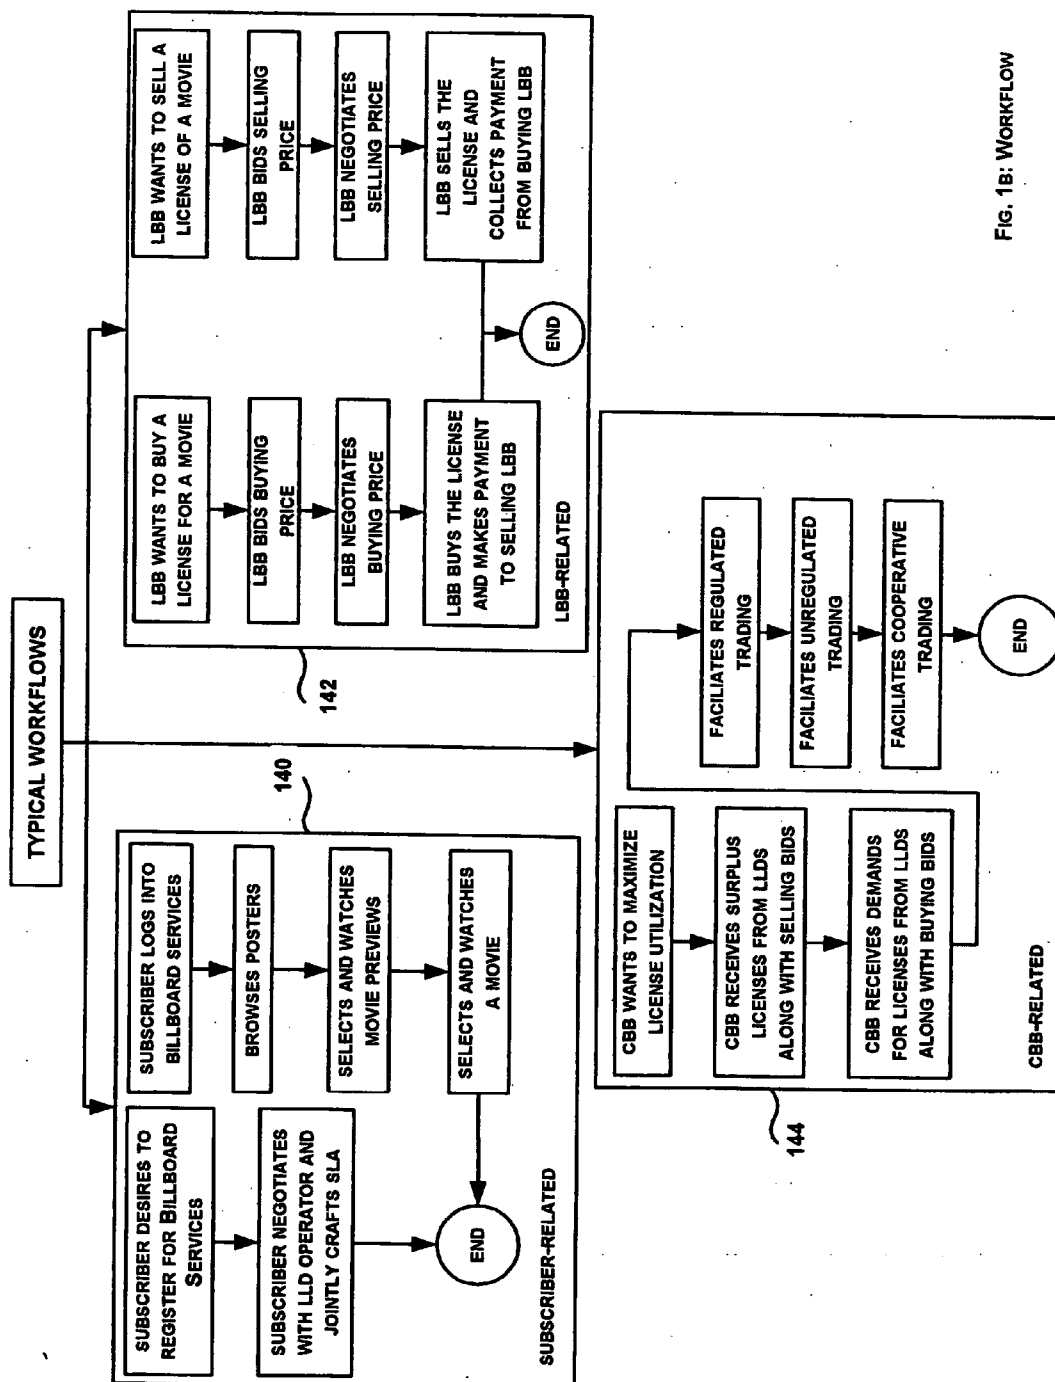 TYPICAL WORKFLOWS
140
SUBSCRIBER DESIRES TO
REGISTER FOR BILLBOARD
SERVICES
SUBSCRIBER NEGOTIATES
WITH LLD OPERATOR AND
JOINTLY CRAFTS SLA
SUBSCRIBER LOGS INTO
BILLBOARD SERVICES
BROWSES POSTERS
SELECTS AND WATCHES
MOVIE PREVIEWS
SELECTS AND WATCHES
A MOVIE
END
SUBSCRIBER-RELATED
142
LBB WANTS TO BUY A
LICENSE FOR A MOVIE
LBB BIDS BUYING
PRICE
LBB NEGOTIATES
BUYING PRICE
LBB BUYS THE LICENSE
AND MAKES PAYMENT
TO SELLING LBB
LBB WANTS TO SELL A
LICENSE OF A MOVIE
LBB BIDS SELLING
PRICE
LBB NEGOTIATES
SELLING PRICE
LBB SELLS THE
LICENSE AND
COLLECTS PAYMENT
FROM BUYING LBB
END
LBB-RELATED
144
CBB WANTS TO MAXIMIZE
LICENSE UTILIZATION
CBB RECEIVES SURPLUS
LICENSES FROM LLDS
ALONG WITH SELLING BIDS
CBB RECEIVES DEMANDS
FOR LICENSES FROM LLDS
ALONG WITH BUYING BIDS
FACILIATES REGULATED
TRADING
FACILIATES UNREGULATED
TRADING
FACILIATES COOPERATIVE
TRADING
END
CBB-RELATED
FIG. 1B: WORKFLOW